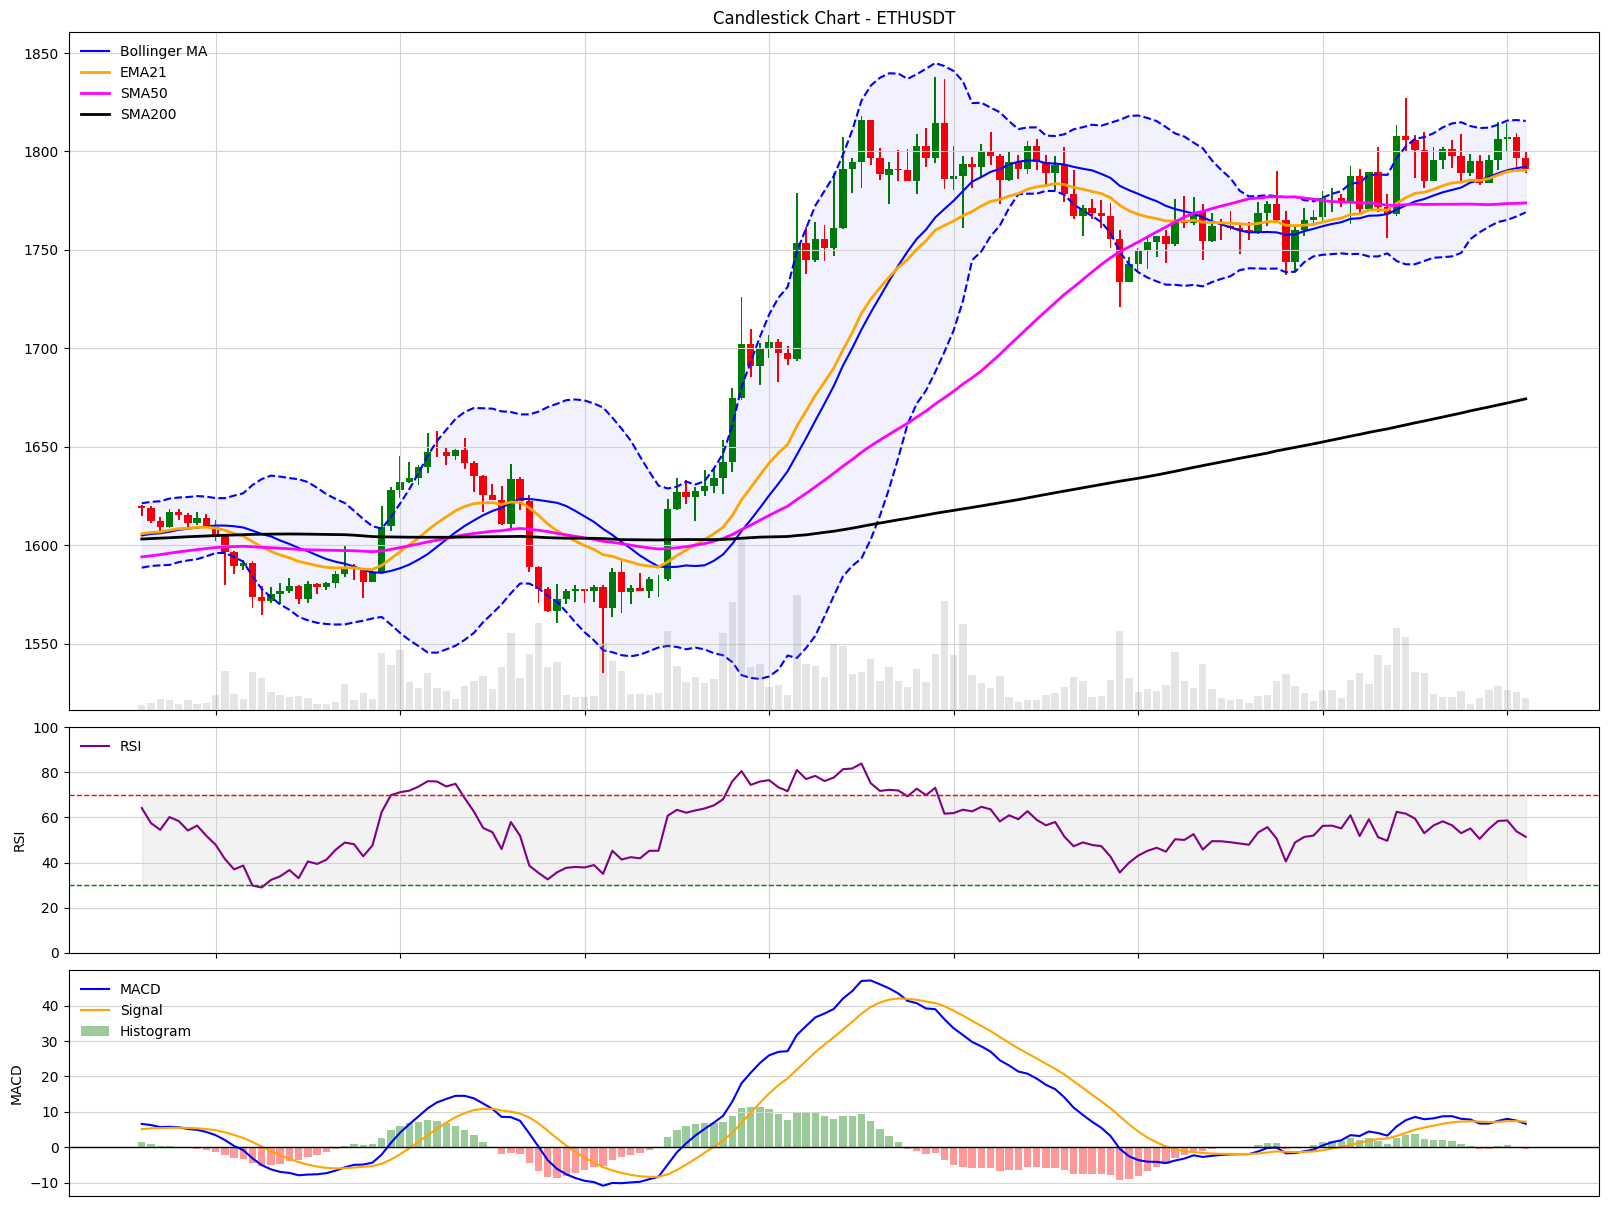 Candlestick Chart - ETHUSDT
Bollinger MA
EMA21
SMA50
SMA200
1850
1800
1750
1700
1650
1600
1550
RSI
100
80
60
40
20
0
RSI
MACD
Signal
Histogram
40
30
20
10
0
−10
MACD